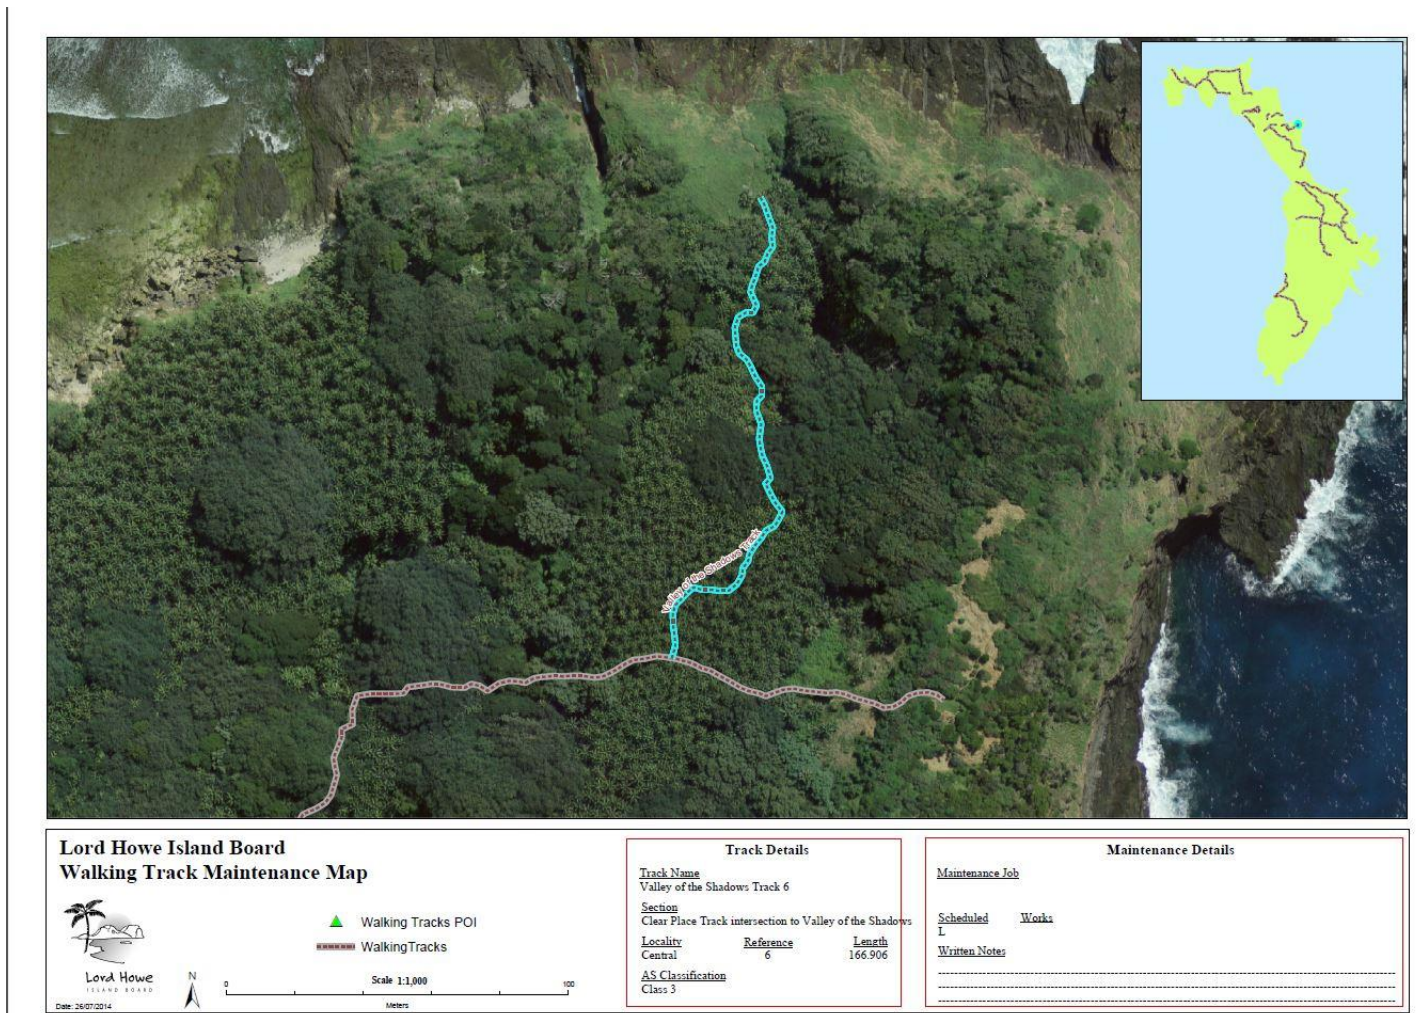 Valley of the Shadows Track
Lord Howe Island Board
Walking Track Maintenance Map
Walking Tracks POI
WalkingTracks
Lord Howe
ISLAND BOARD
Date: 26/07/2014
N
Scale 1:1,000
0 100
Meters
Track Details
Track Name
Valley of the Shadows Track 6
Section
Clear Place Track intersection to Valley of the Shadows
Locality Reference Length
Central 6 166.906
AS Classification
Class 3
Maintenance Details
Maintenance Job
Scheduled Works
L
Written Notes